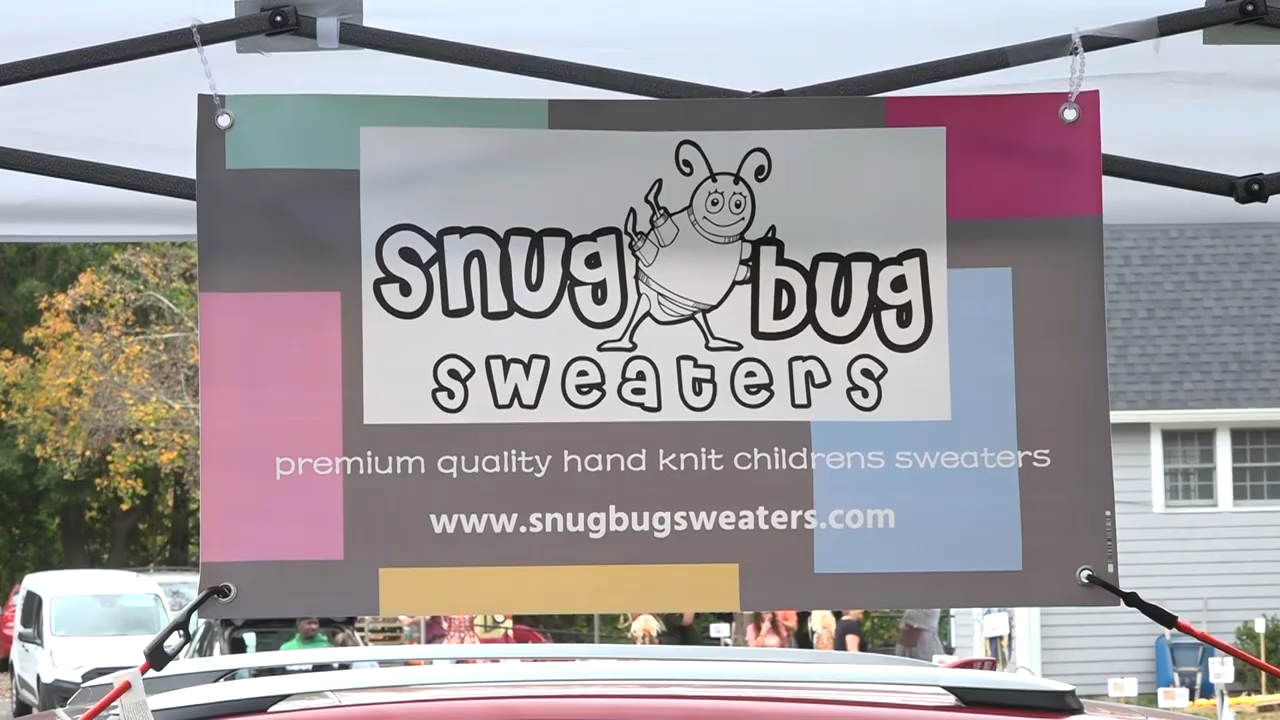 snug bug
sweaters
premium quality hand knit childrens sweaters
www.snugbugsweaters.com